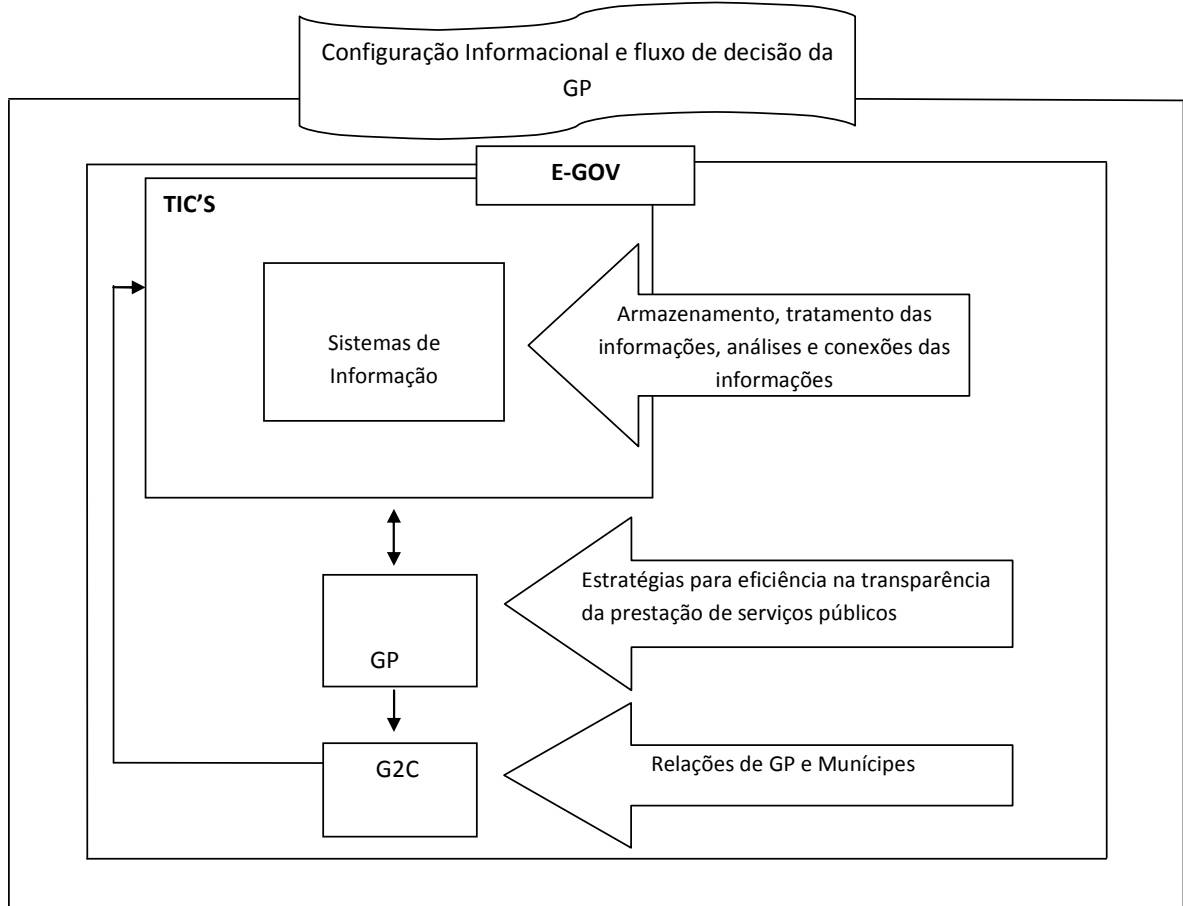 Configuração Informacional e fluxo de decisão da
GP
E-GOV
TIC’S
Sistemas de
Informação
Armazenamento, tratamento das
informações, análises e conexões das
informações
GP
Estratégias para eficiência na transparência
da prestação de serviços públicos
G2C
Relações de GP e Munícipes